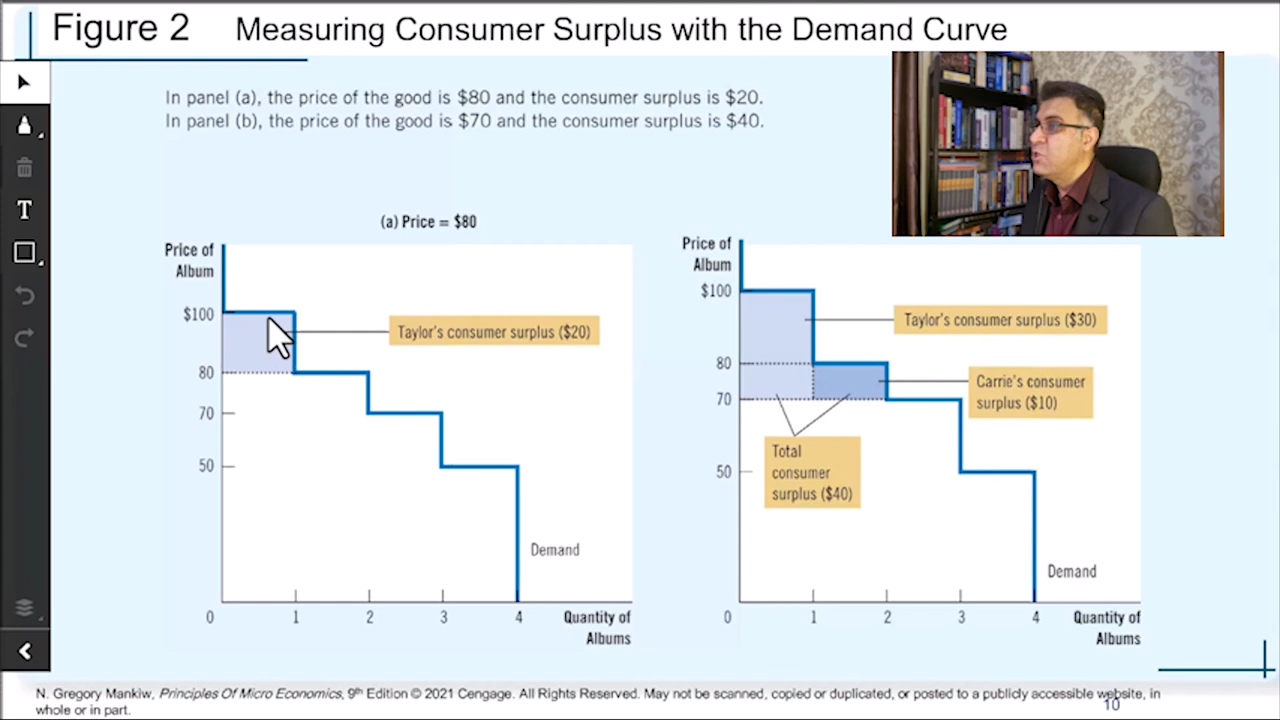 Figure 2 Measuring Consumer Surplus with the Demand Curve
In panel (a), the price of the good is $80 and the consumer surplus is $20.
In panel (b), the price of the good is $70 and the consumer surplus is $40.
(a) Price = $80
Price of
Album
$100
80
70
50
0
1
2
3
4
Quantity of
Albums
Taylor's consumer surplus ($20)
Demand
Price of
Album
$100
80
70
50
0
1
2
3
4
Quantity of
Albums
Taylor's consumer surplus ($30)
Carrie's consumer
surplus ($10)
Total
consumer
surplus ($40)
Demand
T
N. Gregory Mankiw, Principles Of Micro Economics, 9th Edition © 2021 Cengage. All Rights Reserved. May not be scanned, copied or duplicated, or posted to a publicly accessible website, in
whole or in part.
10